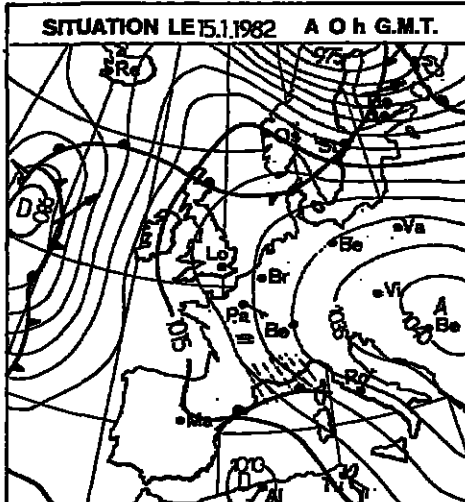 SITUATION LE 15.1.1982 A 0 h G.M.T.
975
Re
Os
St
D
Lo
Be
Va
Br
Vi
A
Pa
Be
Be
1035
1015
Ro
Ma
1010
D
Al
Tu